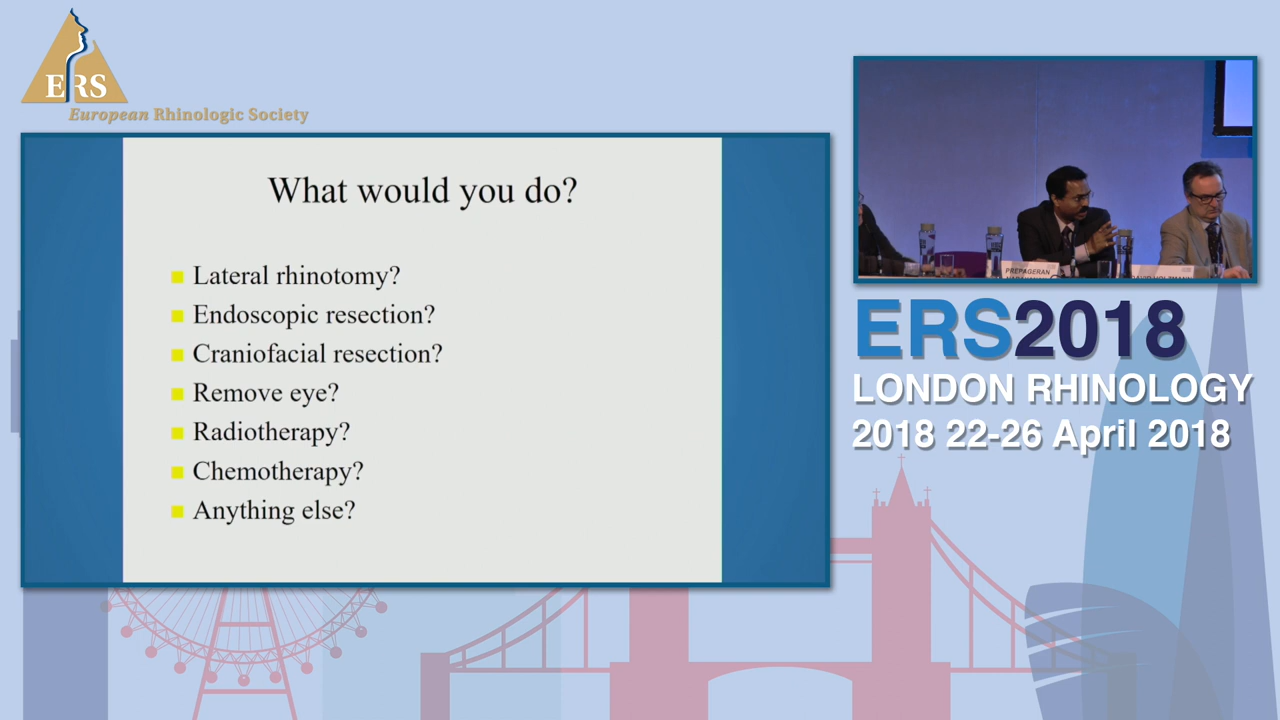 ERS
European Rhinologic Society
What would you do?
Lateral rhinotomy?
Endoscopic resection?
Craniofacial resection?
Remove eye?
Radiotherapy?
Chemotherapy?
Anything else?
PREPAGERAN
ERS2018
LONDON RHINOLOGY
2018 22-26 April 2018